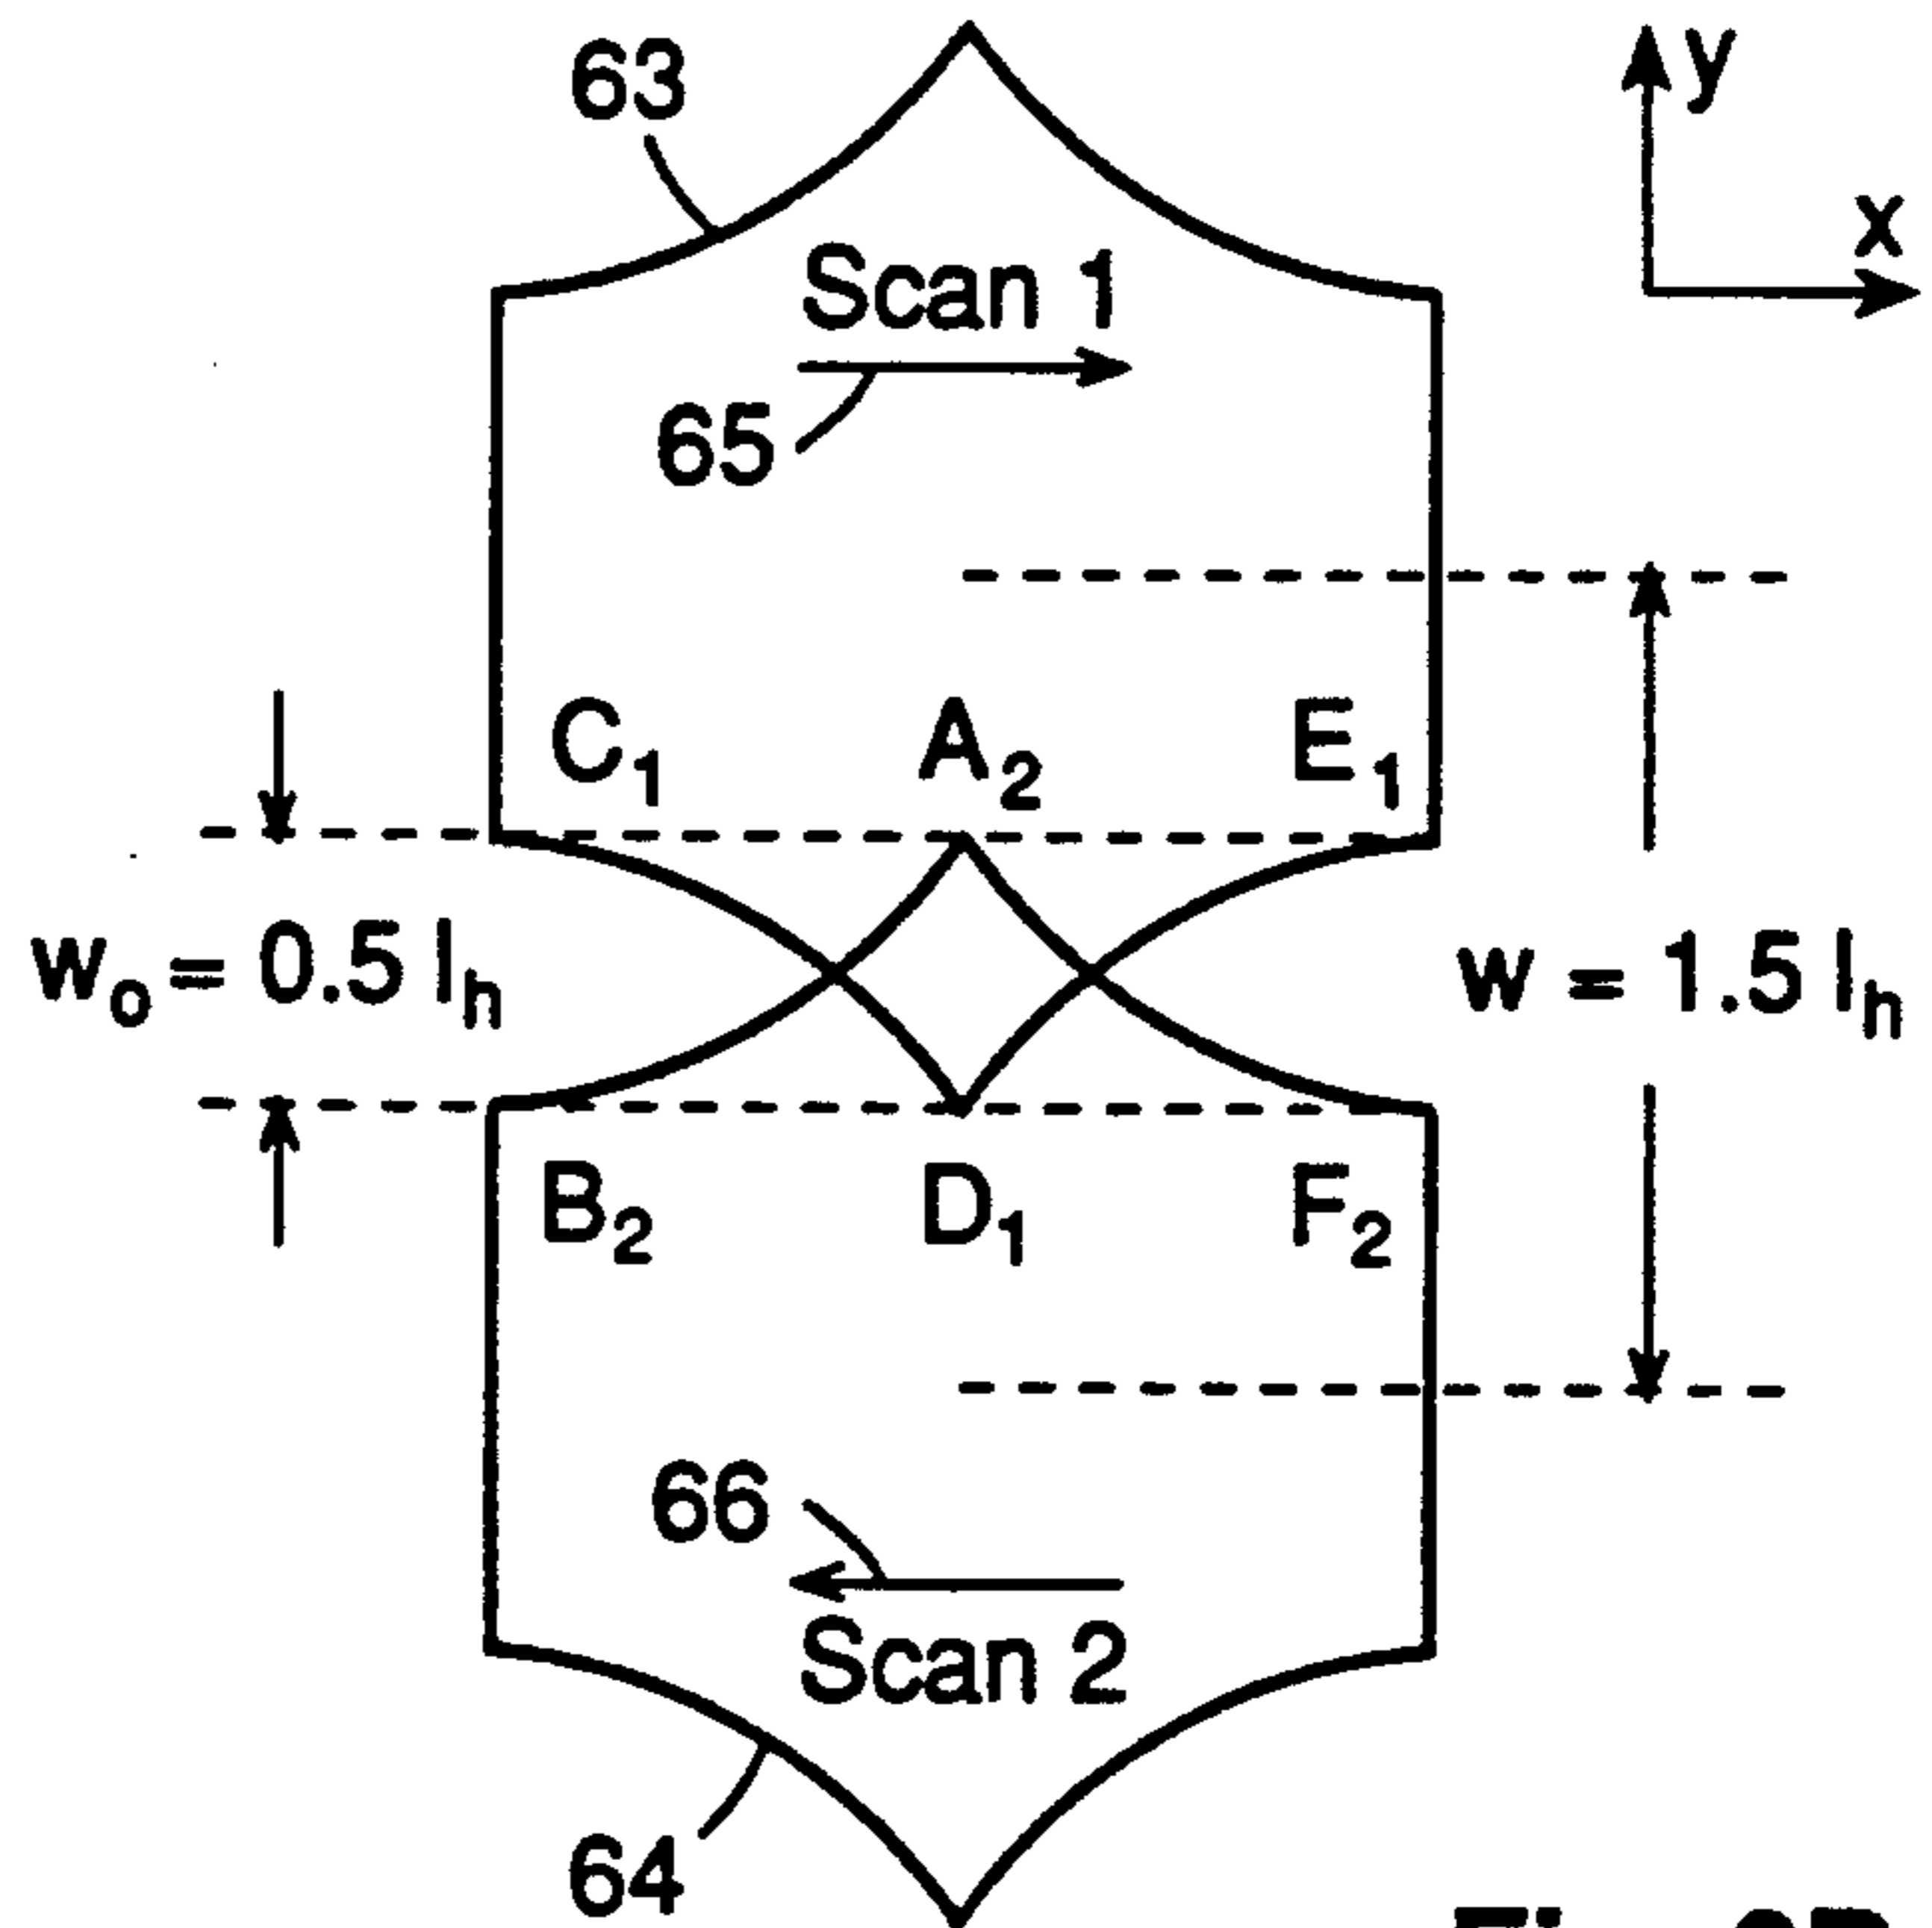 63
y
x
Scan 1
65
C₁ A₂ E₁
w₀ = 0.5 lₕ
w = 1.5 lₕ
B₂ D₁ F₂
66
Scan 2
64